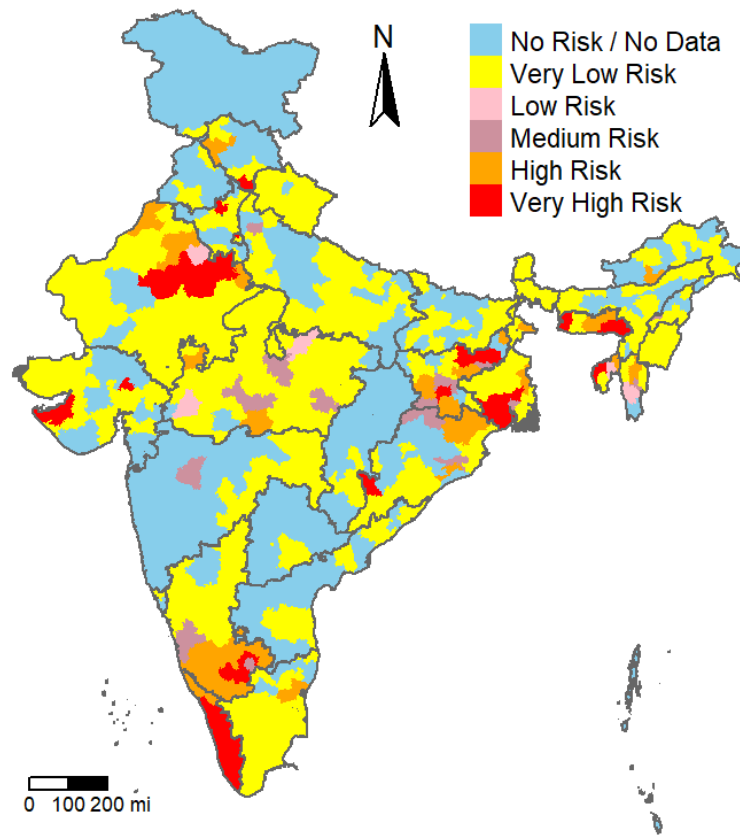 N
No Risk / No Data
Very Low Risk
Low Risk
Medium Risk
High Risk
Very High Risk
0 100 200 mi